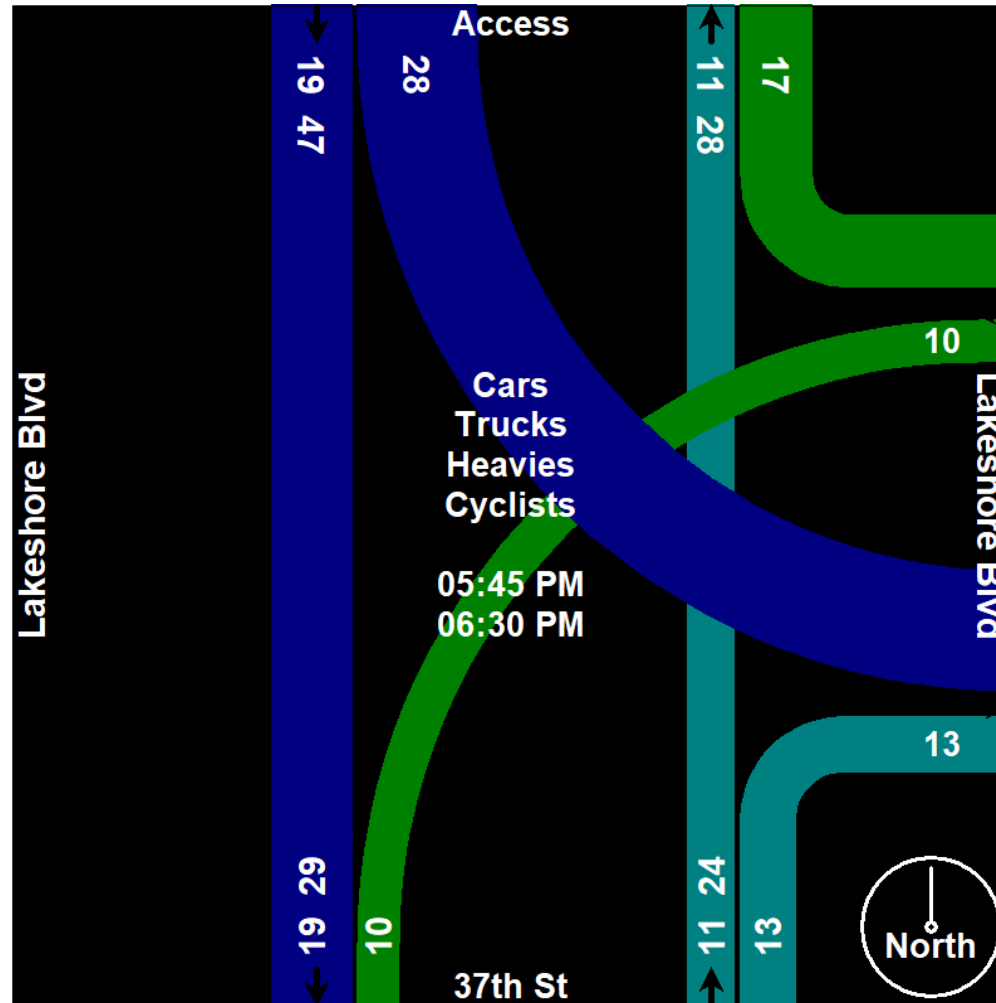 Access
19 47
28
11 28
17
10
Lakeshore Blvd
Cars
Trucks
Heavies
Cyclists
Lakeshore Blvd
05:45 PM
06:30 PM
13
19 29
10
11 24
13
North
37th St